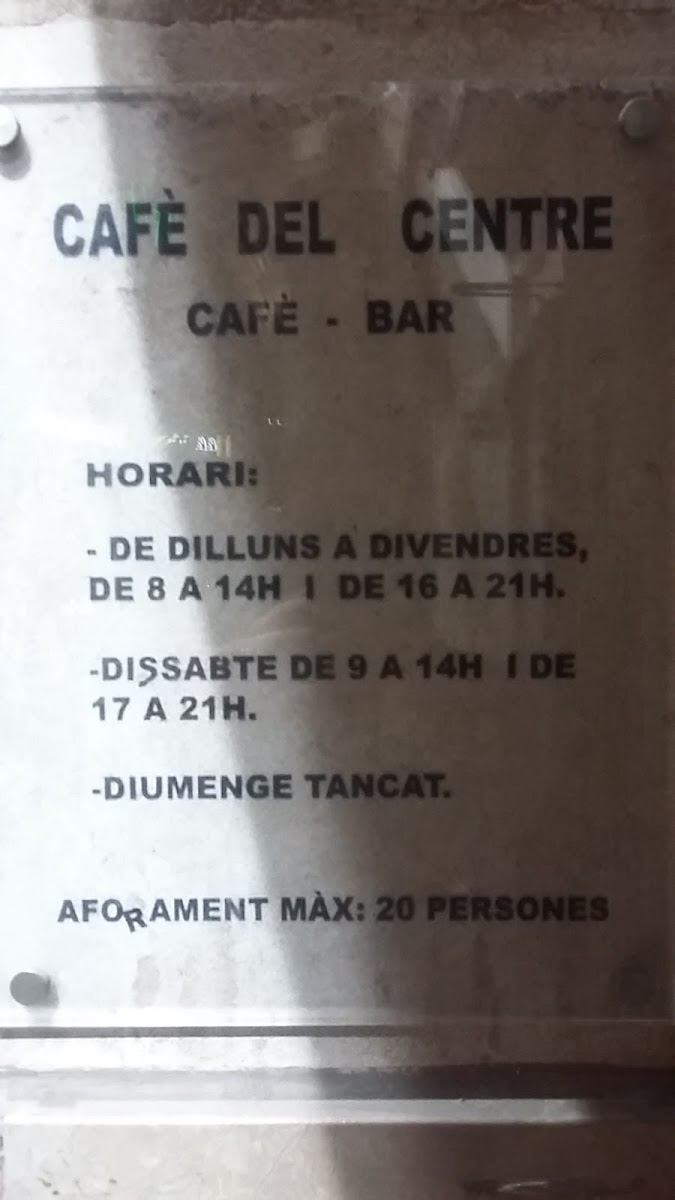 CAFÈ DEL CENTRE
CAFÈ - BAR
HORARI:
- DE DILLUNS A DIVENDRES,
DE 8 A 14H I DE 16 A 21H.
-DISSABTE DE 9 A 14H I DE
17 A 21H.
-DIUMENGE TANCAT.
AFORAMENT MÀX: 20 PERSONES